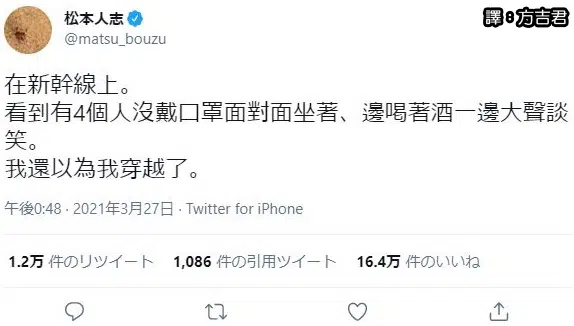 譯:方吉君
松本人志
@matsu_bouzu
在新幹線上。
看到有4個人沒戴口罩面對面坐著、邊喝著酒一邊大聲談
笑。
我還以為我穿越了。
午後0:48 · 2021年3月27日 · Twitter for iPhone
1.2万 件のリツイート 1,086 件の引用ツイート 16.4万 件のいいね